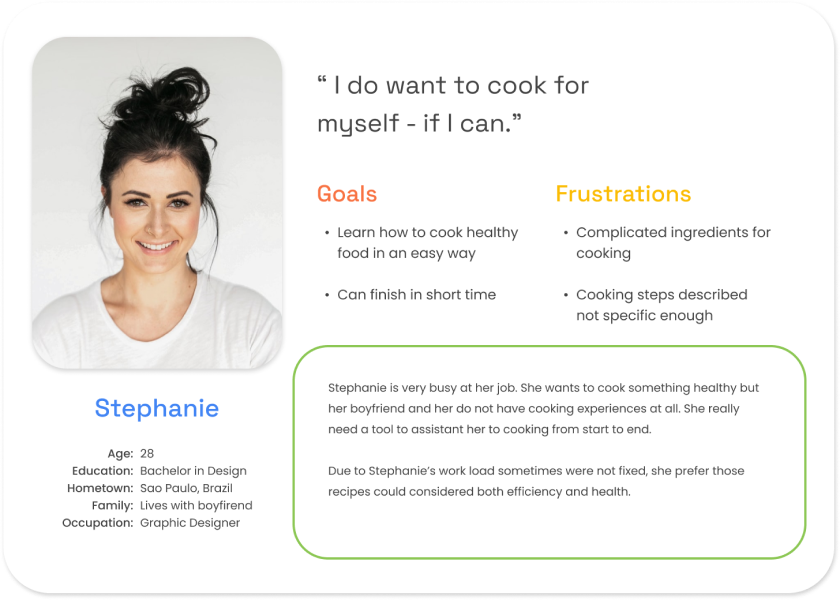 “ I do want to cook for
myself - if I can.”
Goals
• Learn how to cook healthy
food in an easy way
• Can finish in short time
Frustrations
• Complicated ingredients for
cooking
• Cooking steps described
not specific enough
Stephanie
Age: 28
Education: Bachelor in Design
Hometown: Sao Paulo, Brazil
Family: Lives with boyfirend
Occupation: Graphic Designer
Stephanie is very busy at her job. She wants to cook something healthy but
her boyfriend and her do not have cooking experiences at all. She really
need a tool to assistant her to cooking from start to end.
Due to Stephanie’s work load sometimes were not fixed, she prefer those
recipes could considered both efficiency and health.